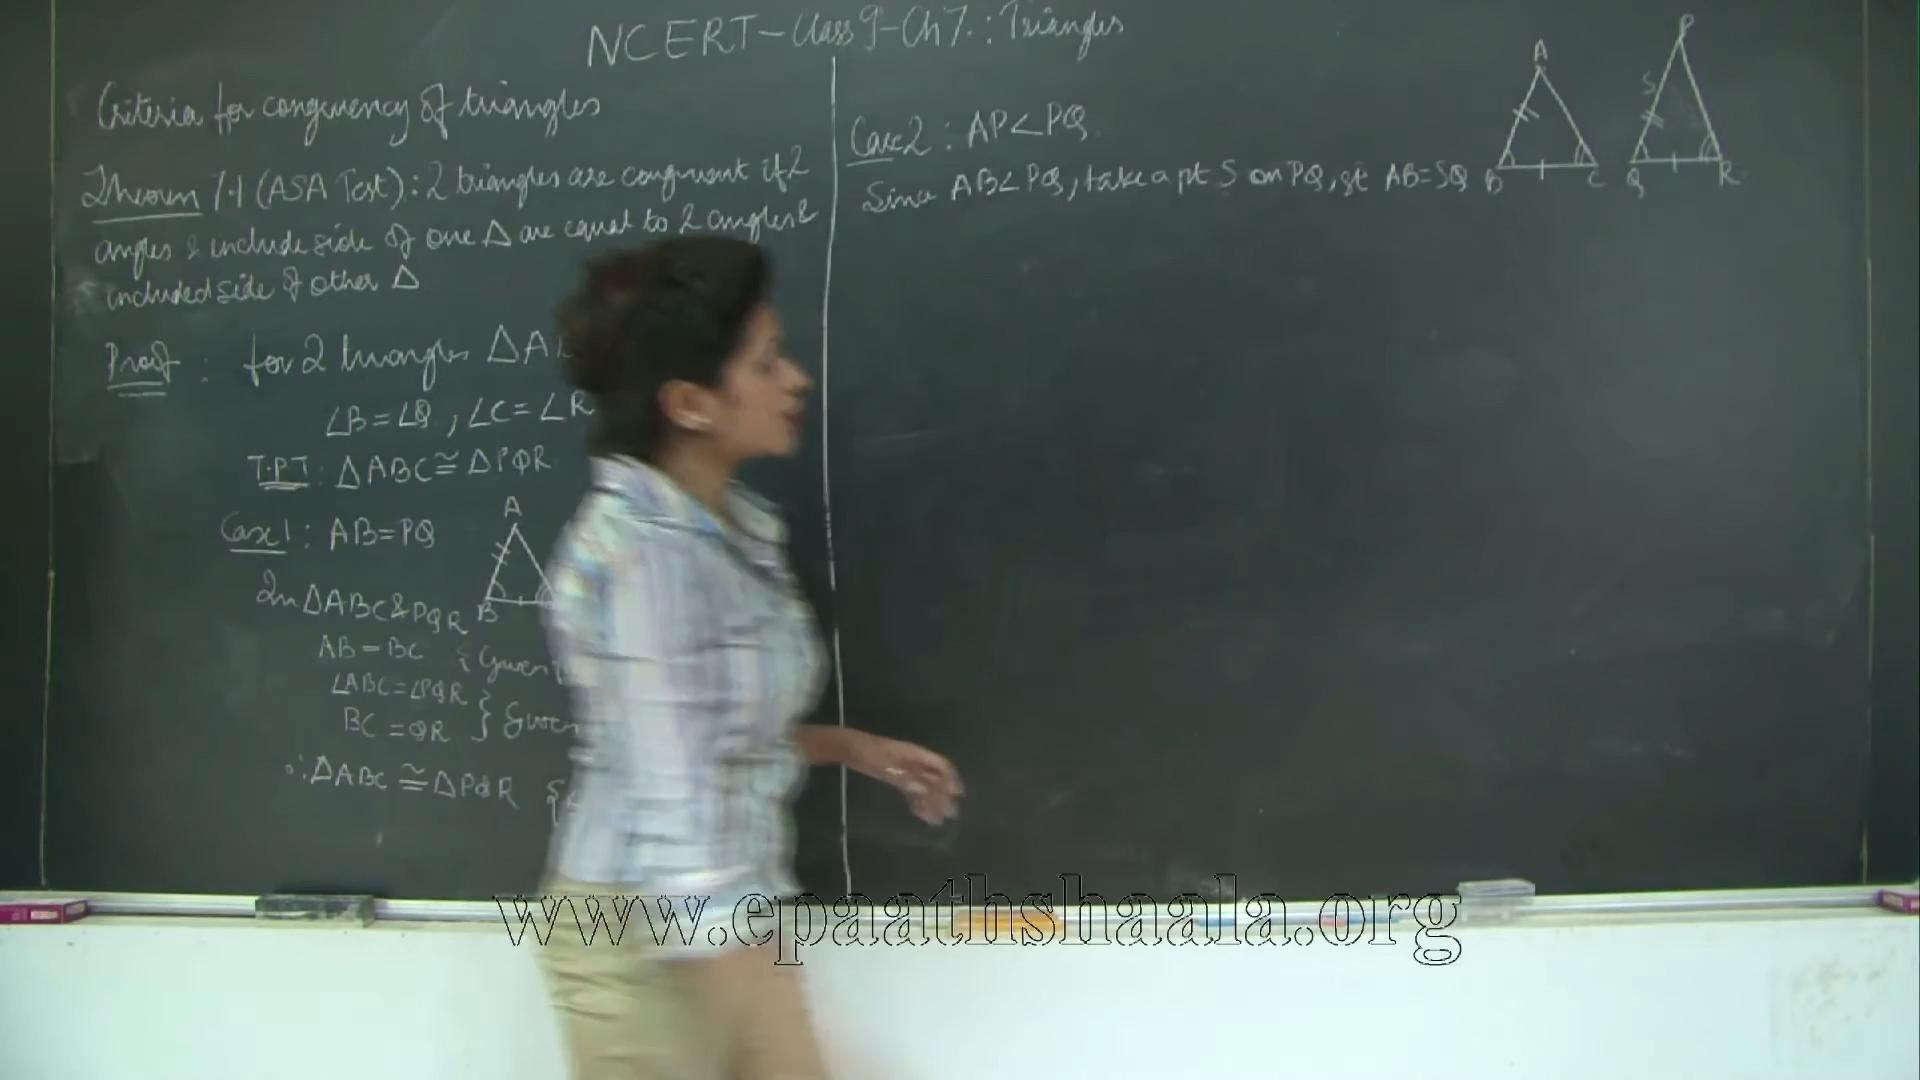 NCERT - Class 9 - Ch 7. : Triangles
Criteria for congruency of triangles
Theorem 7.1 (ASA Test) : 2 triangles are congruent if 2
angles & include side of one Δ are equal to 2 angles &
included side of other Δ
Proof : for 2 triangles ΔAB
∠B = ∠Q , ∠C = ∠R
T.P.T : ΔABC ≅ ΔPQR
Case 1 : AB = PQ
A
B
In ΔABC & PQR
AB = BC { Given
∠ABC = ∠PQR
BC = QR } Given
∴ ΔABC ≅ ΔPQR {
Case 2 : AP < PQ
Since AB < PQ, take a pt S on PQ, st AB = SQ
A
B C
P
S
Q R
www.epaathshaala.org